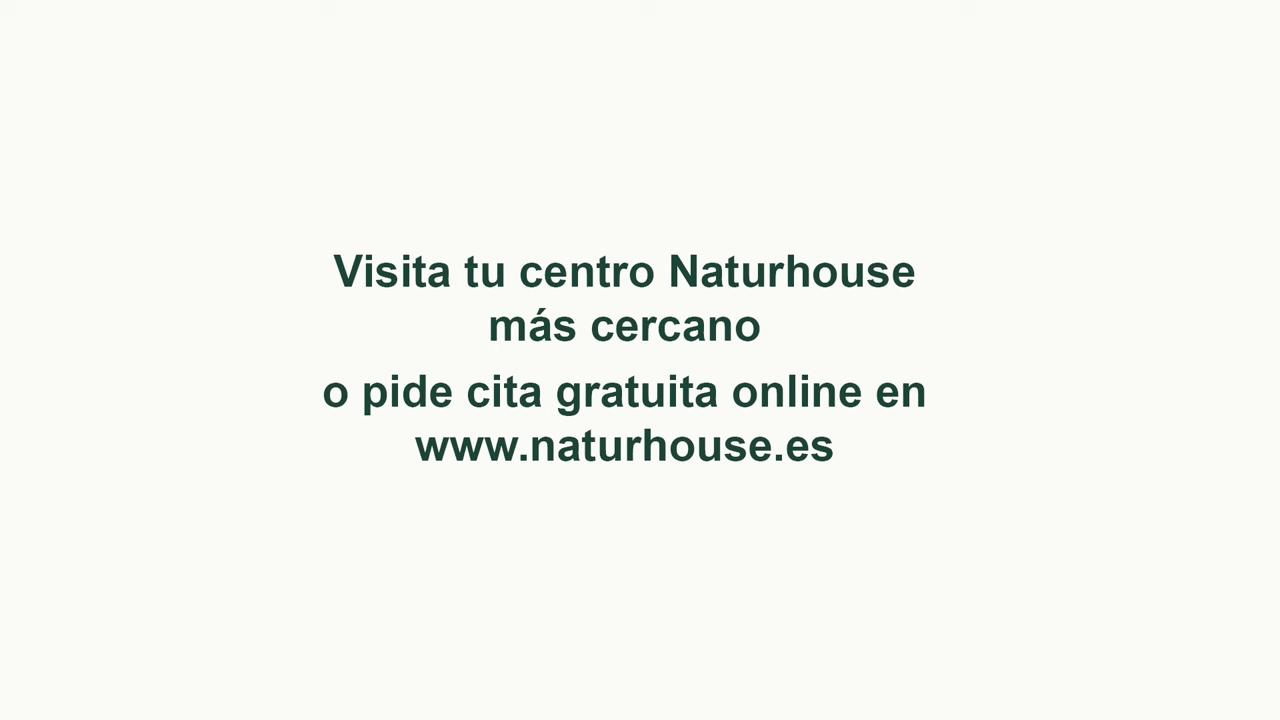 Visita tu centro Naturhouse
más cercano
o pide cita gratuita online en
www.naturhouse.es